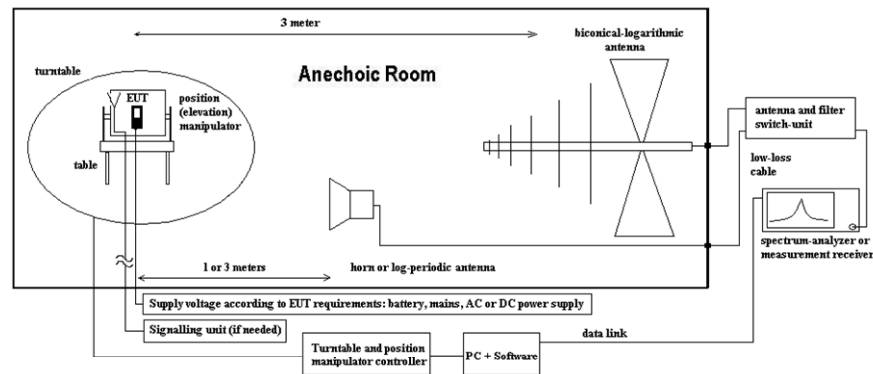 3 meter
biconical-logarithmic
antenna
turntable
Anechoic Room
EUT
position
(elevation)
manipulator
antenna and filter
switch-unit
table
low-loss
cable
spectrum-analyzer or
measurement receiver
1 or 3 meters
horn or log-periodic antenna
Supply voltage according to EUT requirements: battery, mains, AC or DC power supply
Signalling unit (if needed)
data link
Turntable and position
manipulator controller
PC + Software